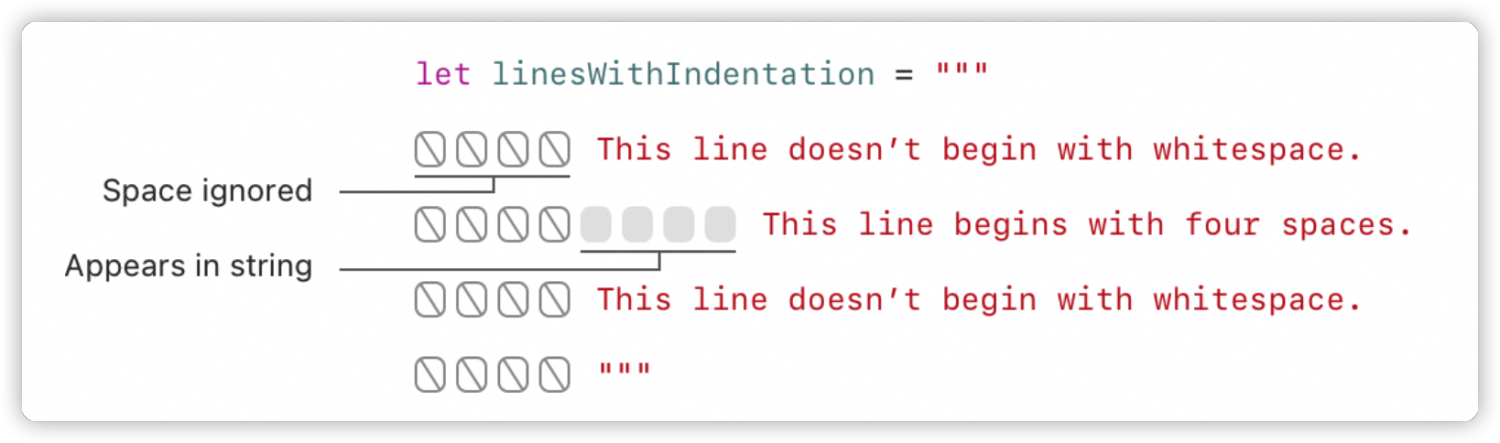 let linesWithIndentation = """
This line doesn’t begin with whitespace.
Space ignored
This line begins with four spaces.
Appears in string
This line doesn’t begin with whitespace.
"""